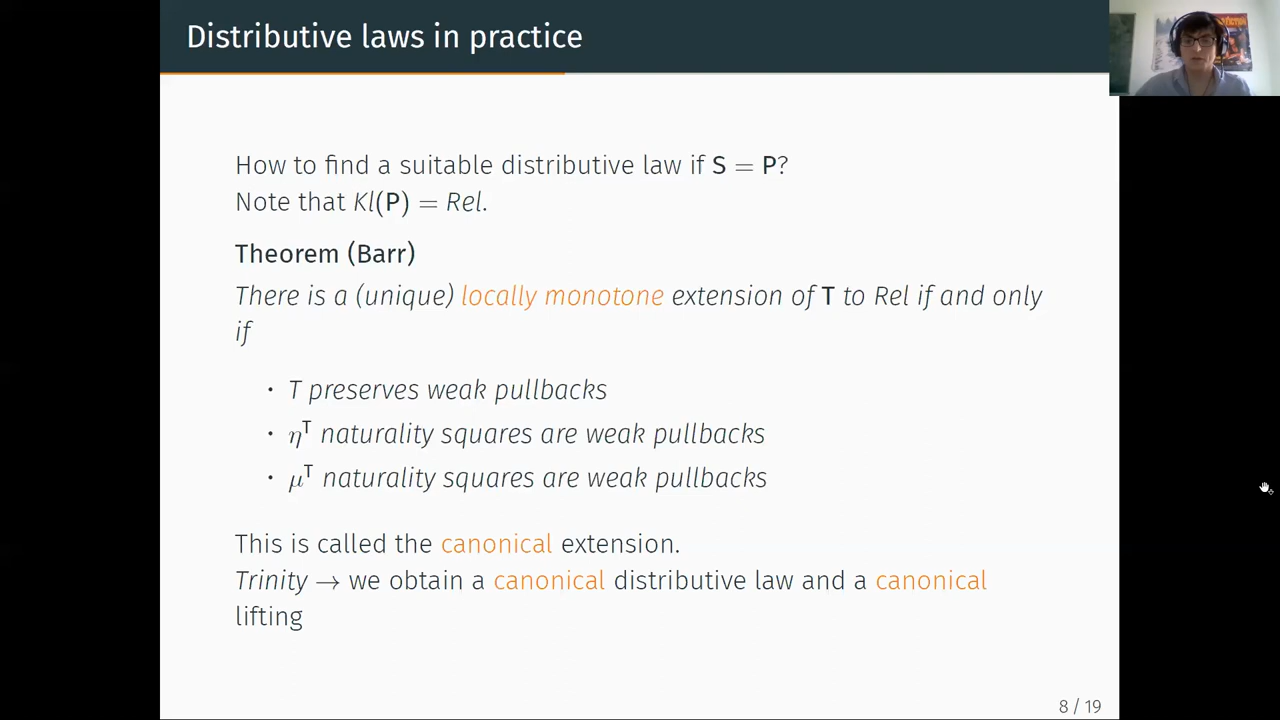 Distributive laws in practice
How to find a suitable distributive law if S = P?
Note that Kl(P) = Rel.
Theorem (Barr)
There is a (unique) locally monotone extension of T to Rel if and only
if
· T preserves weak pullbacks
· ηᵀ naturality squares are weak pullbacks
· μᵀ naturality squares are weak pullbacks
This is called the canonical extension.
Trinity → we obtain a canonical distributive law and a canonical
lifting
8 / 19